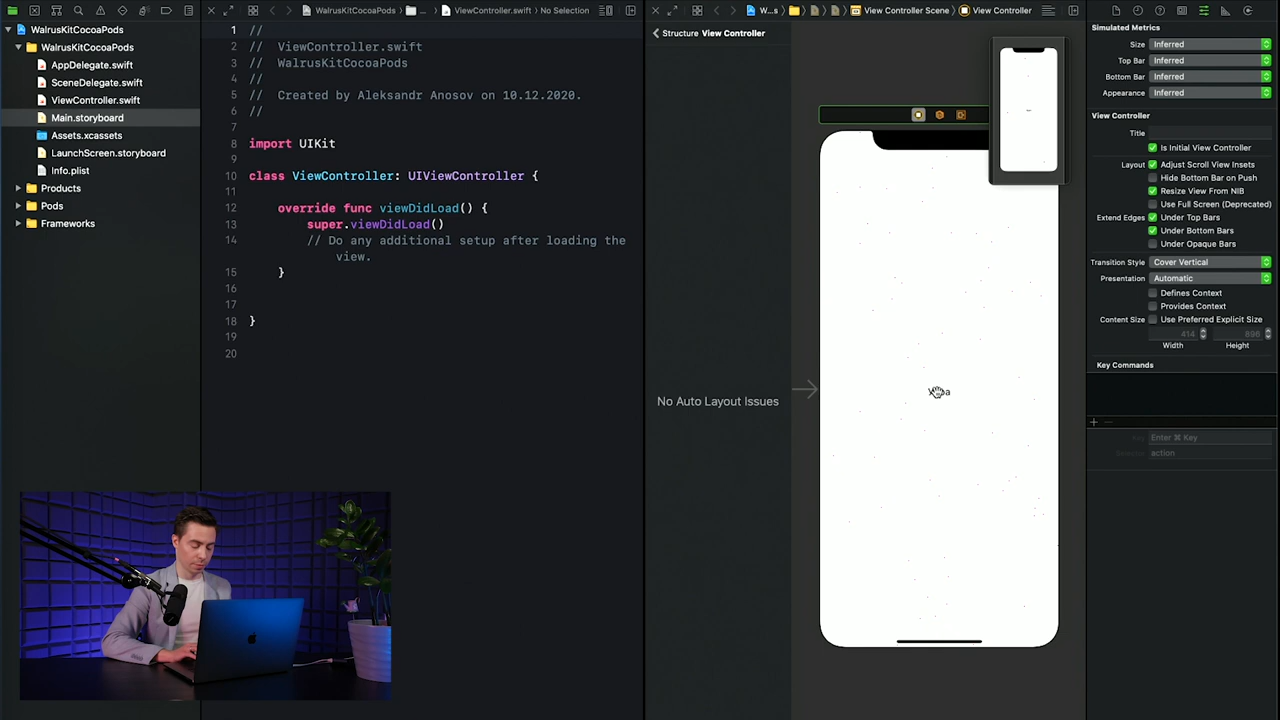 WalrusKitCocoaPods
WalrusKitCocoaPods
AppDelegate.swift
SceneDelegate.swift
ViewController.swift
Main.storyboard
Assets.xcassets
LaunchScreen.storyboard
Info.plist
Products
Pods
Frameworks
WalrusKitCocoaPods
...
ViewController.swift
No Selection
1 //
2 // ViewController.swift
3 // WalrusKitCocoaPods
4 //
5 // Created by Aleksandr Anosov on 10.12.2020.
6 //
7
8 import UIKit
9
10 class ViewController: UIViewController {
11
12 override func viewDidLoad() {
13 super.viewDidLoad()
14 // Do any additional setup after loading the
view.
15 }
16
17
18 }
19
20
W...s
View Controller Scene
View Controller
Structure View Controller
No Auto Layout Issues
Simulated Metrics
Size Inferred
Top Bar Inferred
Bottom Bar Inferred
Appearance Inferred
View Controller
Title
Is Initial View Controller
Layout Adjust Scroll View Insets
Hide Bottom Bar on Push
Resize View From NIB
Use Full Screen (Deprecated)
Extend Edges Under Top Bars
Under Bottom Bars
Under Opaque Bars
Transition Style Cover Vertical
Presentation Automatic
Defines Context
Provides Context
Content Size Use Preferred Explicit Size
414 896
Width Height
Key Commands
Key Enter ⌘ Key
Selector action